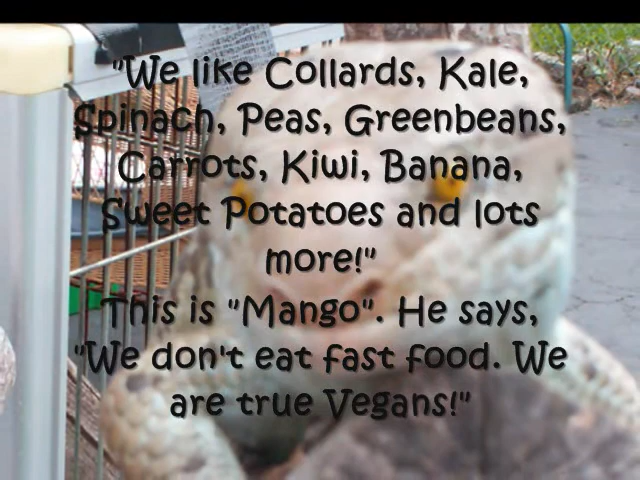 "We like Collards, Kale,
Spinach, Peas, Greenbeans,
Carrots, Kiwi, Banana,
Sweet Potatoes and lots
more!"
This is "Mango". He says,
"We don't eat fast food. We
are true Vegans!"